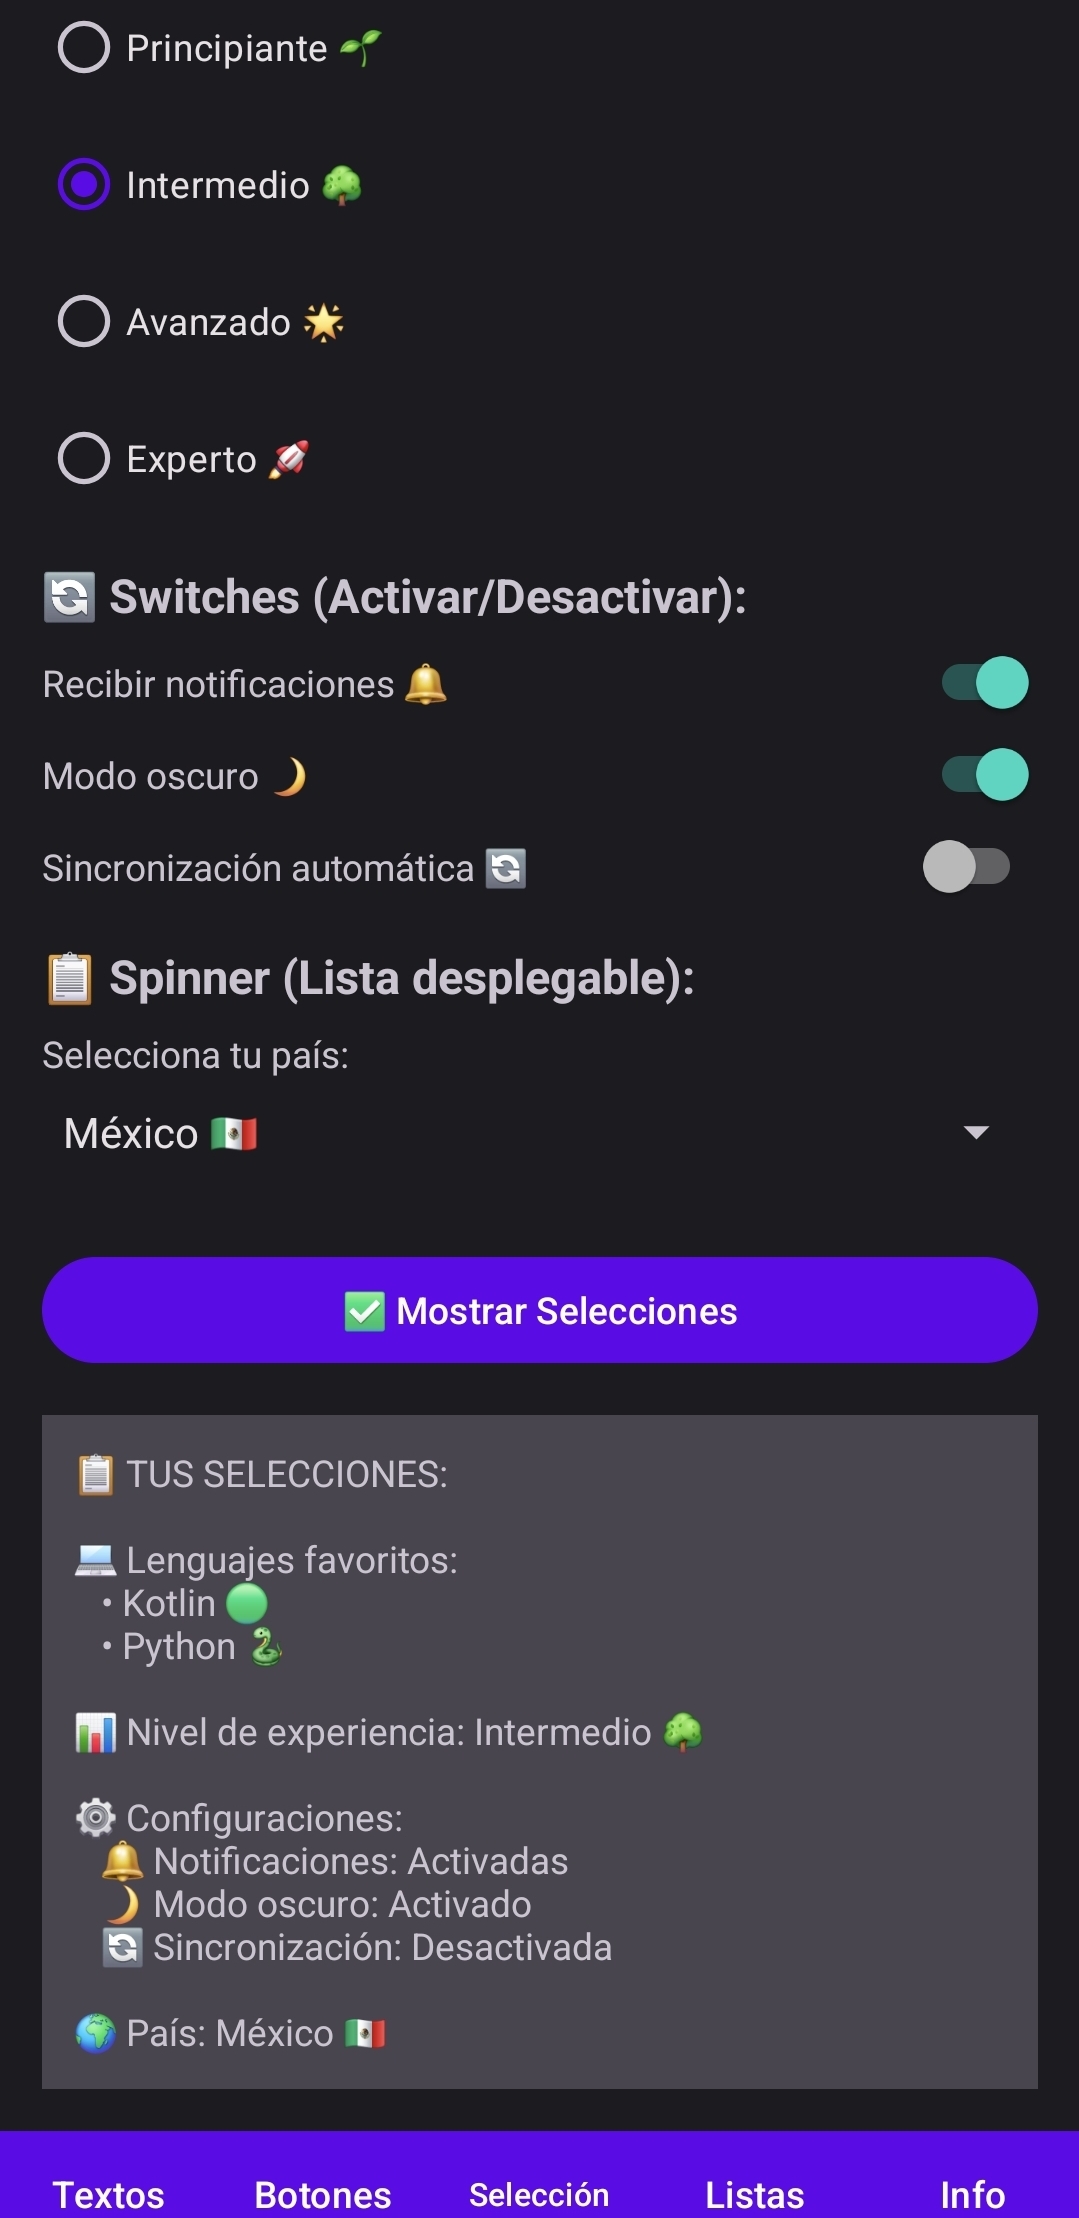 Principiante 🌱
Intermedio 🌳
Avanzado 🌟
Experto 🚀
🔄 Switches (Activar/Desactivar):
Recibir notificaciones 🔔
Modo oscuro 🌙
Sincronización automática 🔄
📋 Spinner (Lista desplegable):
Selecciona tu país:
México 🇲🇽
✅ Mostrar Selecciones
📋 TUS SELECCIONES:
💻 Lenguajes favoritos:
• Kotlin 🟢
• Python 🐍
📊 Nivel de experiencia: Intermedio 🌳
⚙️ Configuraciones:
🔔 Notificaciones: Activadas
🌙 Modo oscuro: Activado
🔄 Sincronización: Desactivada
🌍 País: México 🇲🇽
Textos Botones Selección Listas Info